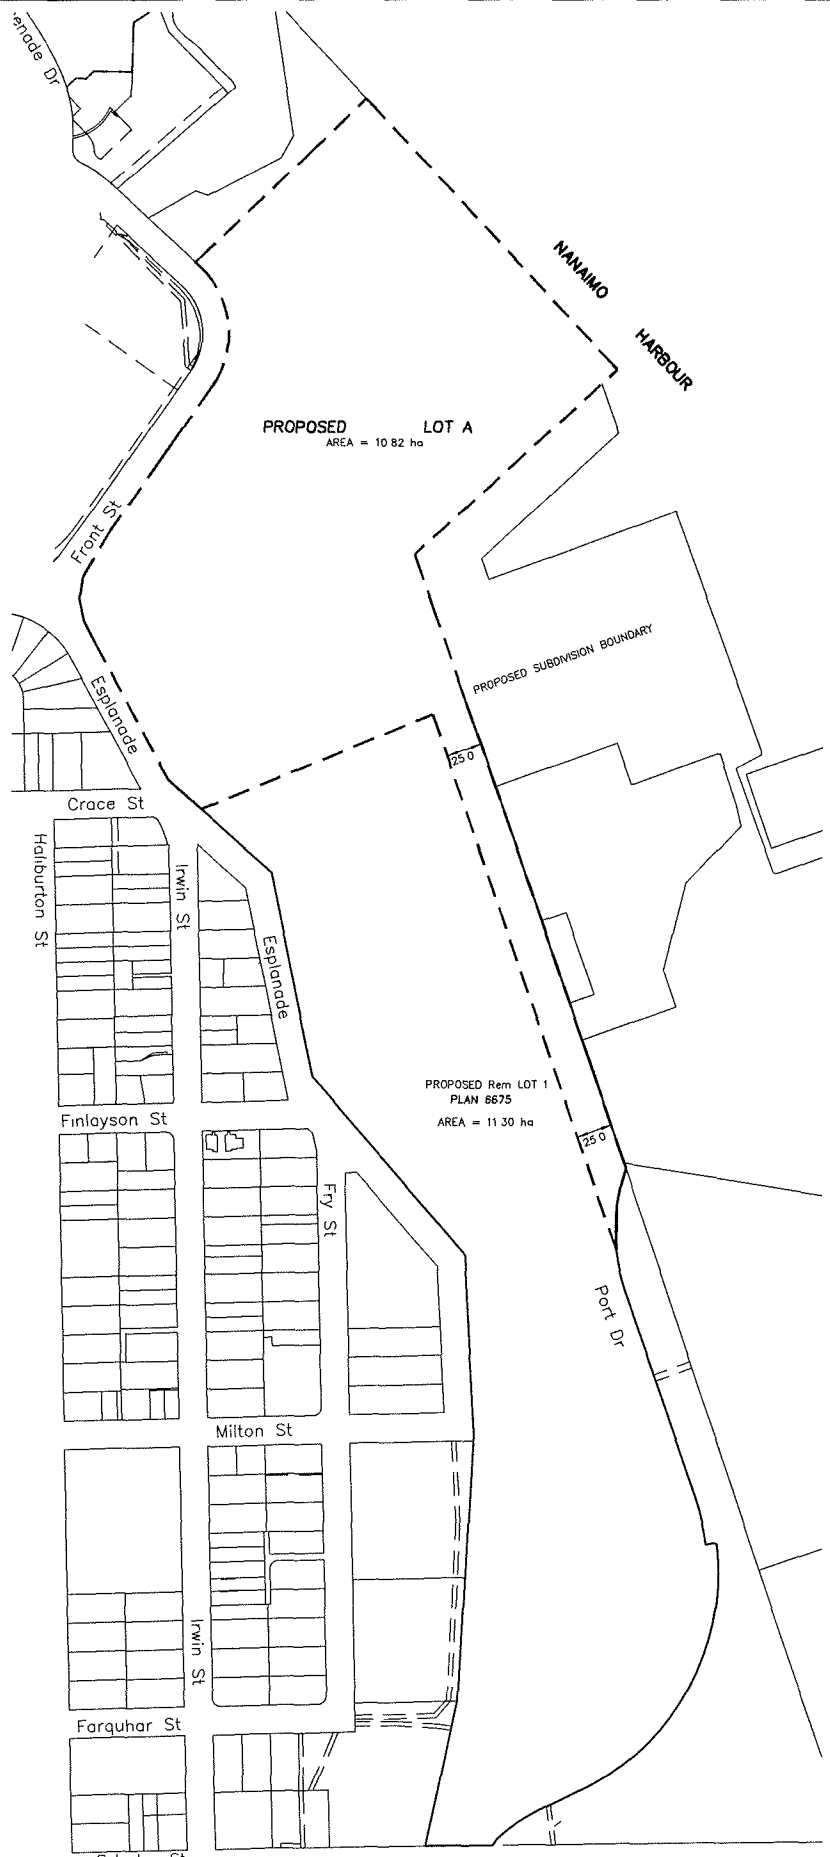 enade Dr
NANAIMO
HARBOUR
PROPOSED LOT A
AREA = 10 82 ha
Front St
PROPOSED SUBDIVISION BOUNDARY
Esplanade
25 0
Crace St
Haliburton St
Irwin St
Esplanade
PROPOSED Rem LOT 1
PLAN 6675
AREA = 11 30 ha
Finlayson St
25 0
Fry St
Port Dr
Milton St
Irwin St
Farquhar St